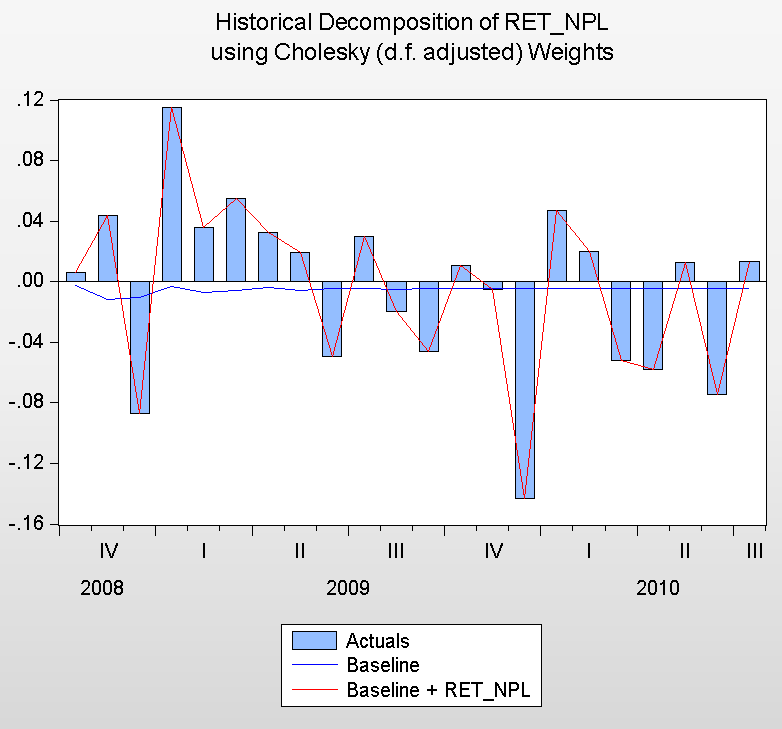 Historical Decomposition of RET_NPL
using Cholesky (d.f. adjusted) Weights
.12
.08
.04
.00
-.04
-.08
-.12
-.16
IV I II III IV I II III
2008 2009 2010
Actuals
Baseline
Baseline + RET_NPL